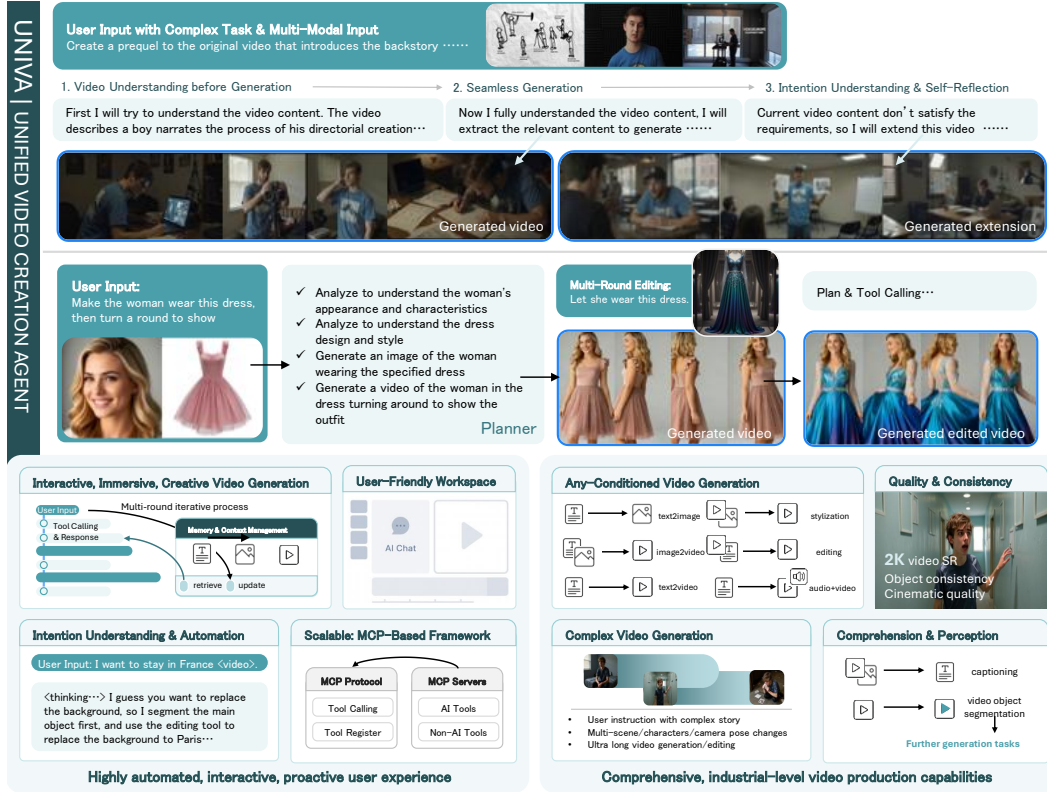 UNIVA | UNIFIED VIDEO CREATION AGENT
User Input with Complex Task & Multi-Modal Input
Create a prequel to the original video that introduces the backstory ⋯⋯
1. Video Understanding before Generation
2. Seamless Generation
3. Intention Understanding & Self-Reflection
First I will try to understand the video content. The video
describes a boy narrates the process of his directorial creation⋯
Now I fully understood the video content, I will
extract the relevant content to generate ⋯⋯
Current video content don't satisfy the
requirements, so I will extend this video ⋯⋯
Generated video
Generated extension
User Input:
Make the woman wear this dress,
then turn a round to show
✓ Analyze to understand the woman's
appearance and characteristics
✓ Analyze to understand the dress
design and style
✓ Generate an image of the woman
wearing the specified dress
✓ Generate a video of the woman in the
dress turning around to show the
outfit
Planner
Multi-Round Editing:
Let she wear this dress.
Generated video
Plan & Tool Calling⋯
Generated edited video
Interactive, Immersive, Creative Video Generation
User Input
Multi-round iterative process
Tool Calling
& Response
Memory & Context Management
retrieve
update
User-Friendly Workspace
AI Chat
Intention Understanding & Automation
User Input: I want to stay in France <video>.
<thinking⋯> I guess you want to replace
the background, so I segment the main
object first, and use the editing tool to
replace the background to Paris⋯
Scalable: MCP-Based Framework
MCP Protocol
Tool Calling
Tool Register
MCP Servers
AI Tools
Non-AI Tools
Highly automated, interactive, proactive user experience
Any-Conditioned Video Generation
text2image
stylization
image2video
editing
text2video
audio+video
Quality & Consistency
2K video SR
Object consistency
Cinematic quality
Complex Video Generation
• User instruction with complex story
• Multi-scene/characters/camera pose changes
• Ultra long video generation/editing
Comprehension & Perception
captioning
video object
segmentation
Further generation tasks
Comprehensive, industrial-level video production capabilities